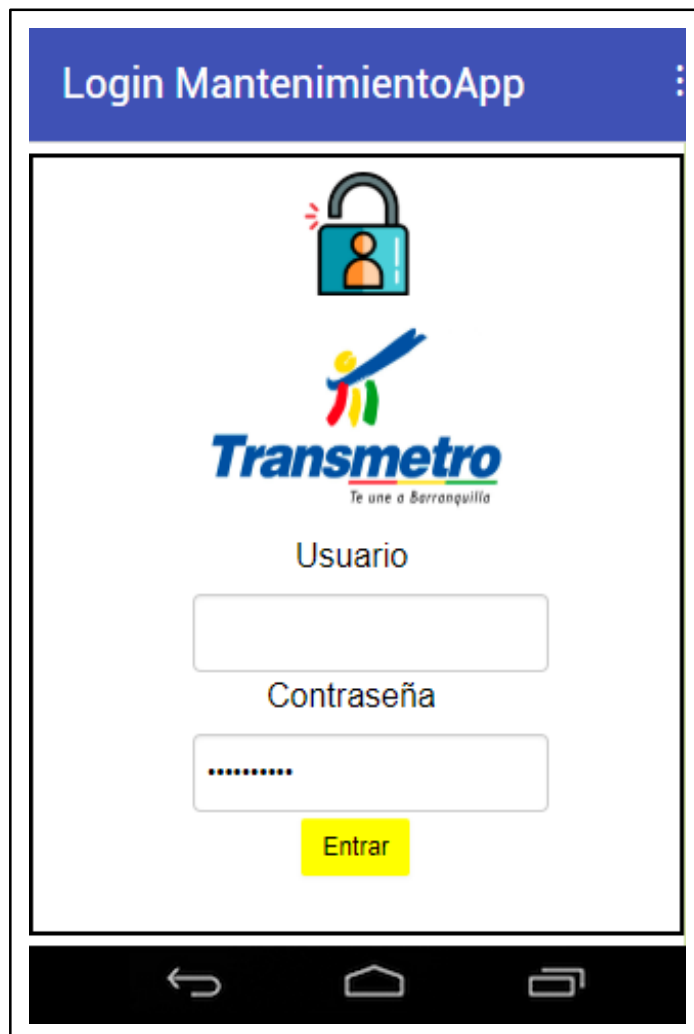 Login MantenimientoApp
Transmetro
Te une a Barranquilla
Usuario
Contraseña
••••••••••
Entrar